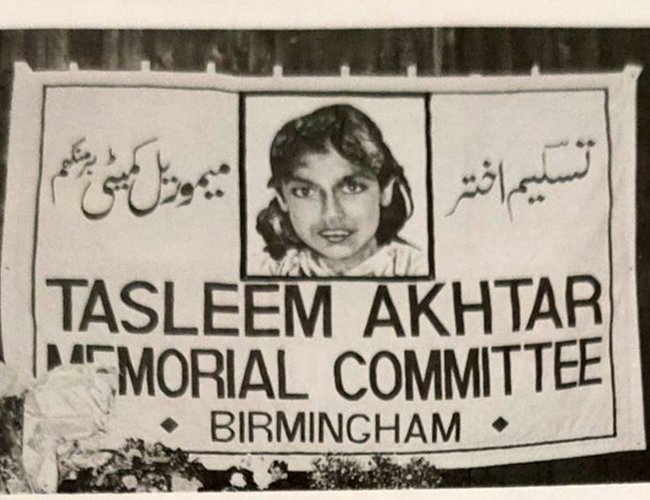 تسلیم اختر
میموریل کمیٹی برمنگھم
TASLEEM AKHTAR
MEMORIAL COMMITTEE
BIRMINGHAM